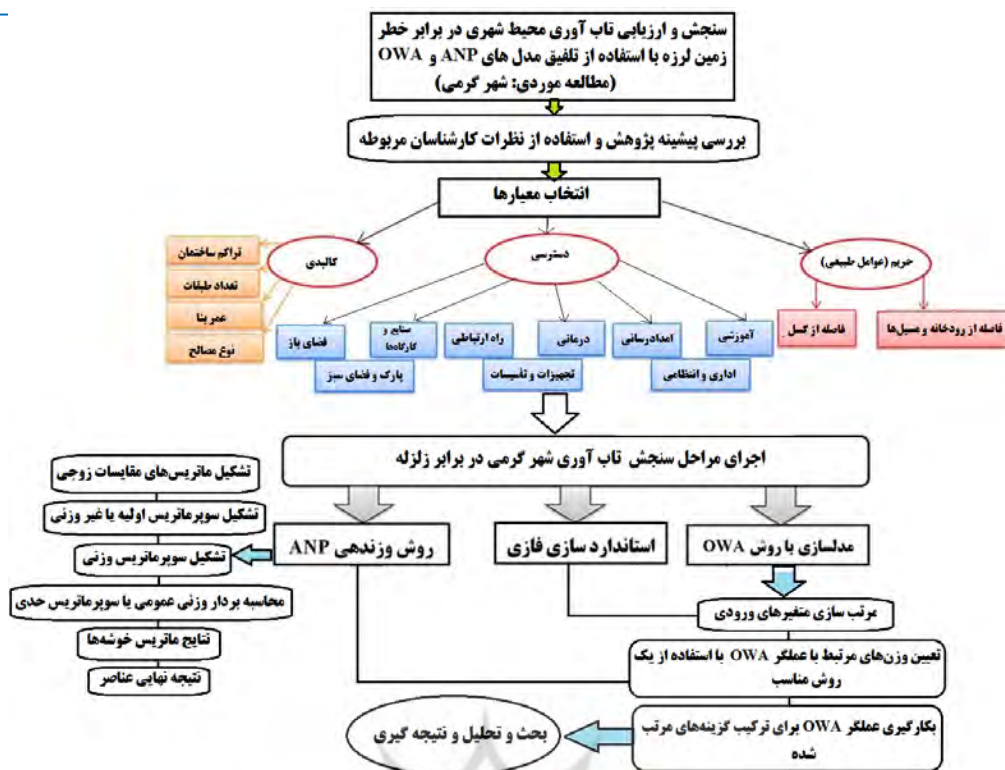 سنجش و ارزیابی تاب آوری محیط شهری در برابر خطر
زمین لرزه با استفاده از تلفیق مدل های ANP و OWA
(مطالعه موردی: شهر گرمی)
بررسی پیشینه پژوهش و استفاده از نظرات کارشناسان مربوطه
انتخاب معیارها
حریم (عوامل طبیعی)
دسترسی
کالبدی
تراکم ساختمان
تعداد طبقات
عمر بنا
نوع مصالح
فاصله از رودخانه و مسیل‌ها
فاصله از گسل
آموزشی
امدادرسانی
درمانی
راه ارتباطی
صنایع و
کارگاه‌ها
فضای باز
اداری و انتظامی
تجهیزات و تفسیسات
پارک و فضای سبز
اجرای مراحل سنجش تاب آوری شهر گرمی در برابر زلزله
مدلسازی با روش OWA
استاندارد سازی فازی
روش وزندهی ANP
تشکیل ماتریس‌های مقایسات زوجی
تشکیل سوپرماتریس اولیه یا غیر وزنی
تشکیل سوپرماتریس وزنی
محاسبه بردار وزنی عمومی یا سوپرماتریس حدی
نتایج ماتریس خوشه‌ها
نتیجه نهایی عناصر
مرتب سازی متغیرهای ورودی
تعیین وزن‌های مرتبط با عملگر OWA با استفاده از یک
روش مناسب
بکارگیری عملگر OWA برای ترکیب گزینه‌های مرتب
شده
بحث و تحلیل و نتیجه گیری